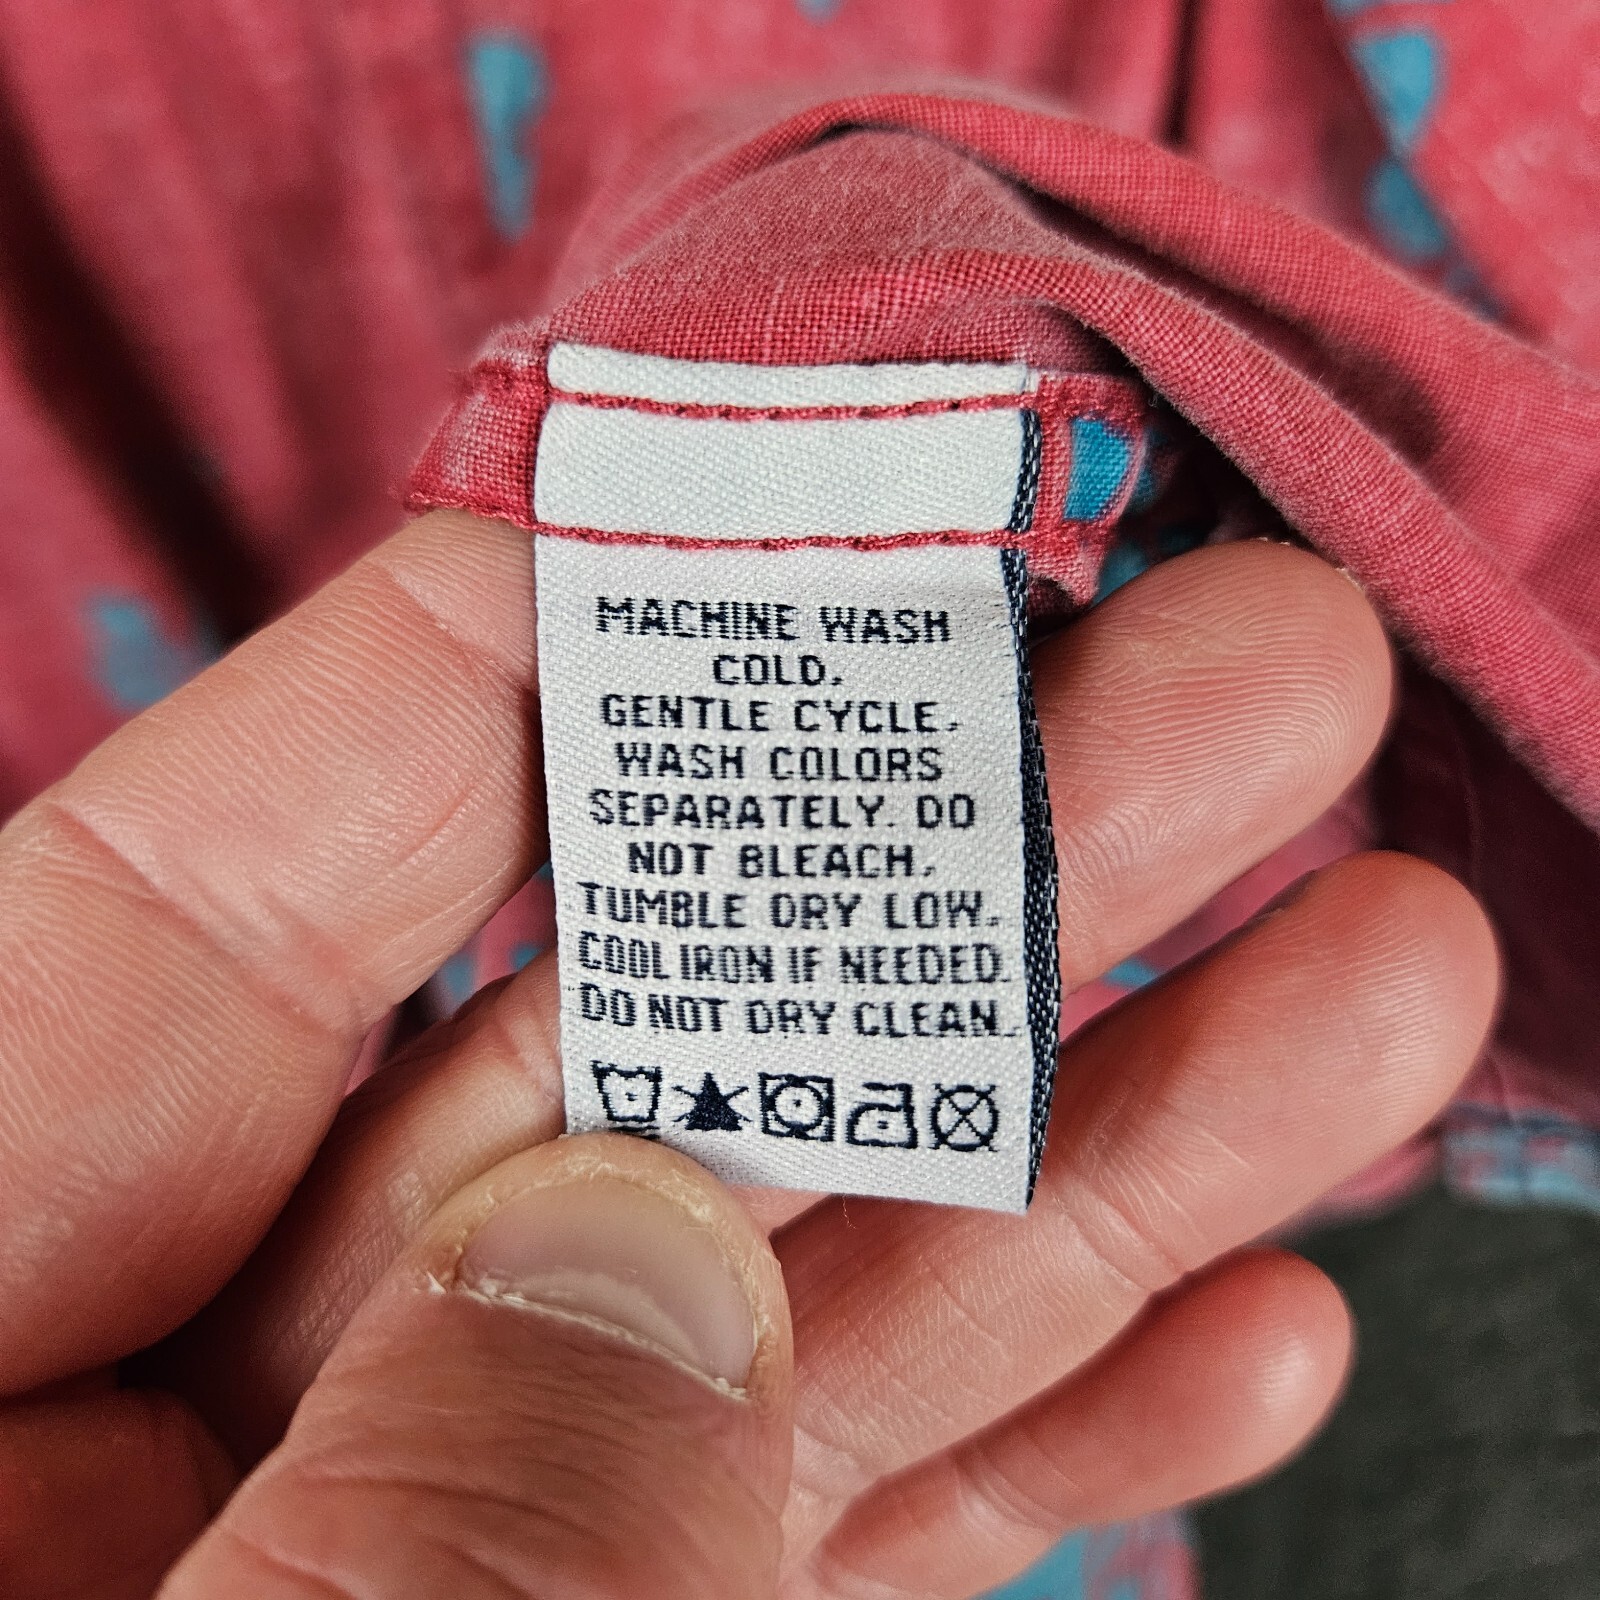 MACHINE WASH
COLD.
GENTLE CYCLE.
WASH COLORS
SEPARATELY. DO
NOT BLEACH.
TUMBLE DRY LOW.
COOL IRON IF NEEDED.
DO NOT DRY CLEAN.